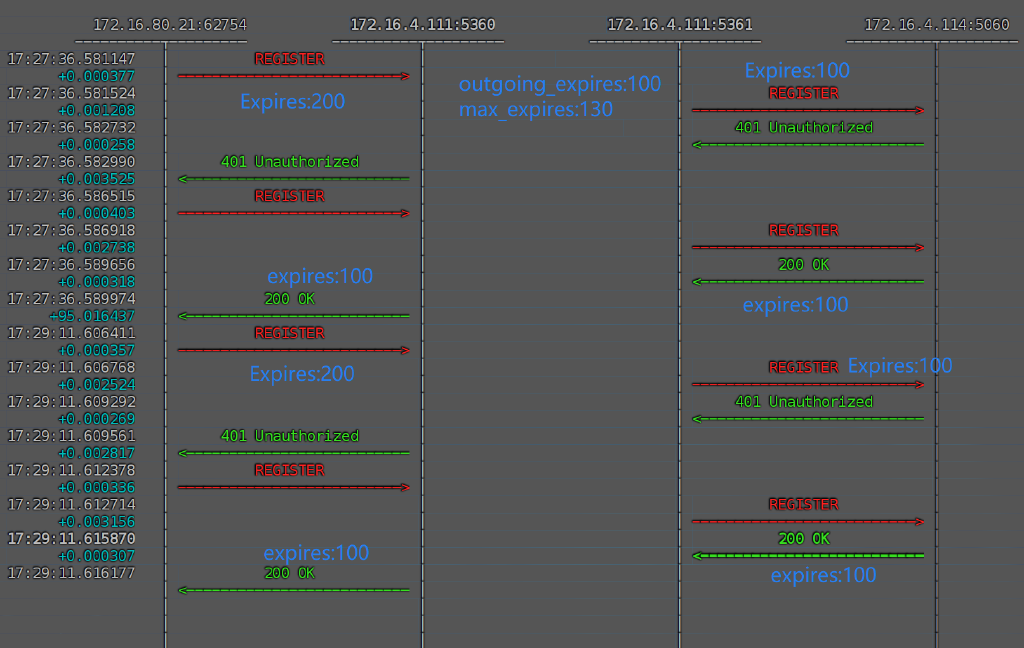 172.16.80.21:62754 172.16.4.111:5360 172.16.4.111:5361 172.16.4.114:5060
17:27:36.581147 REGISTER
+0.000377
Expires:200
outgoing_expires:100
max_expires:130
Expires:100
17:27:36.581524 REGISTER
+0.001208
17:27:36.582732 401 Unauthorized
+0.000258
17:27:36.582990 401 Unauthorized
+0.003525
17:27:36.586515 REGISTER
+0.000403
17:27:36.586918 REGISTER
+0.002738
17:27:36.589656 200 OK
+0.000318
expires:100
expires:100
17:27:36.589974 200 OK
+95.016437
17:29:11.606411 REGISTER
+0.000357
Expires:200
17:29:11.606768 REGISTER Expires:100
+0.002524
17:29:11.609292 401 Unauthorized
+0.000269
17:29:11.609561 401 Unauthorized
+0.002817
17:29:11.612378 REGISTER
+0.000336
17:29:11.612714 REGISTER
+0.003156
17:29:11.615870 200 OK
+0.000307
expires:100
expires:100
17:29:11.616177 200 OK